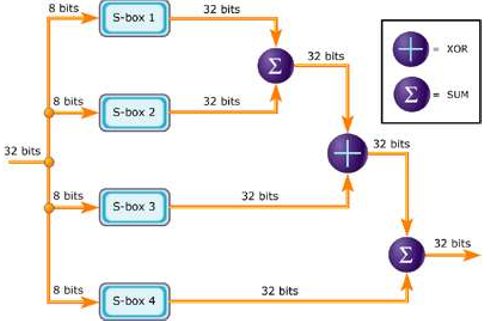 8 bits
S-box 1
32 bits
Σ
32 bits
+ = XOR
Σ = SUM
8 bits
S-box 2
32 bits
32 bits
+
32 bits
8 bits
S-box 3
32 bits
Σ
32 bits
8 bits
S-box 4
32 bits